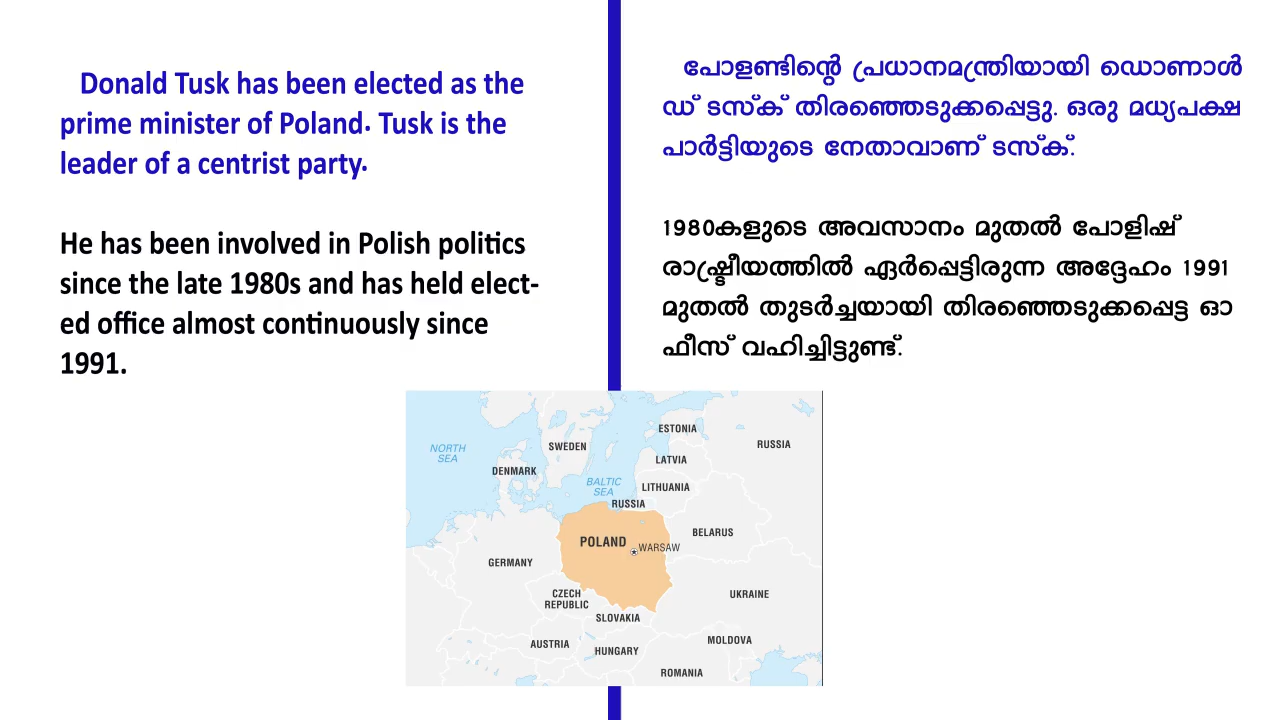 Donald Tusk has been elected as the
prime minister of Poland. Tusk is the
leader of a centrist party.
He has been involved in Polish politics
since the late 1980s and has held elect-
ed office almost continuously since
1991.
പോളണ്ടിന്റെ പ്രധാനമന്ത്രിയായി ഡൊണാൾ
ഡ് ടസ്ക് തിരഞ്ഞെടുക്കപ്പെട്ടു. ഒരു മധ്യപക്ഷ
പാർട്ടിയുടെ നേതാവാണ് ടസ്ക്.
1980കളുടെ അവസാനം മുതൽ പോളിഷ്
രാഷ്ട്രീയത്തിൽ ഏർപ്പെട്ടിരുന്ന അദ്ദേഹം 1991
മുതൽ തുടർച്ചയായി തിരഞ്ഞെടുക്കപ്പെട്ട ഓ
ഫീസ് വഹിച്ചിട്ടുണ്ട്.
ESTONIA
RUSSIA
NORTH
SEA
SWEDEN
LATVIA
DENMARK
BALTIC
SEA
LITHUANIA
RUSSIA
BELARUS
POLAND
WARSAW
GERMANY
UKRAINE
CZECH
REPUBLIC
SLOVAKIA
AUSTRIA
HUNGARY
MOLDOVA
ROMANIA